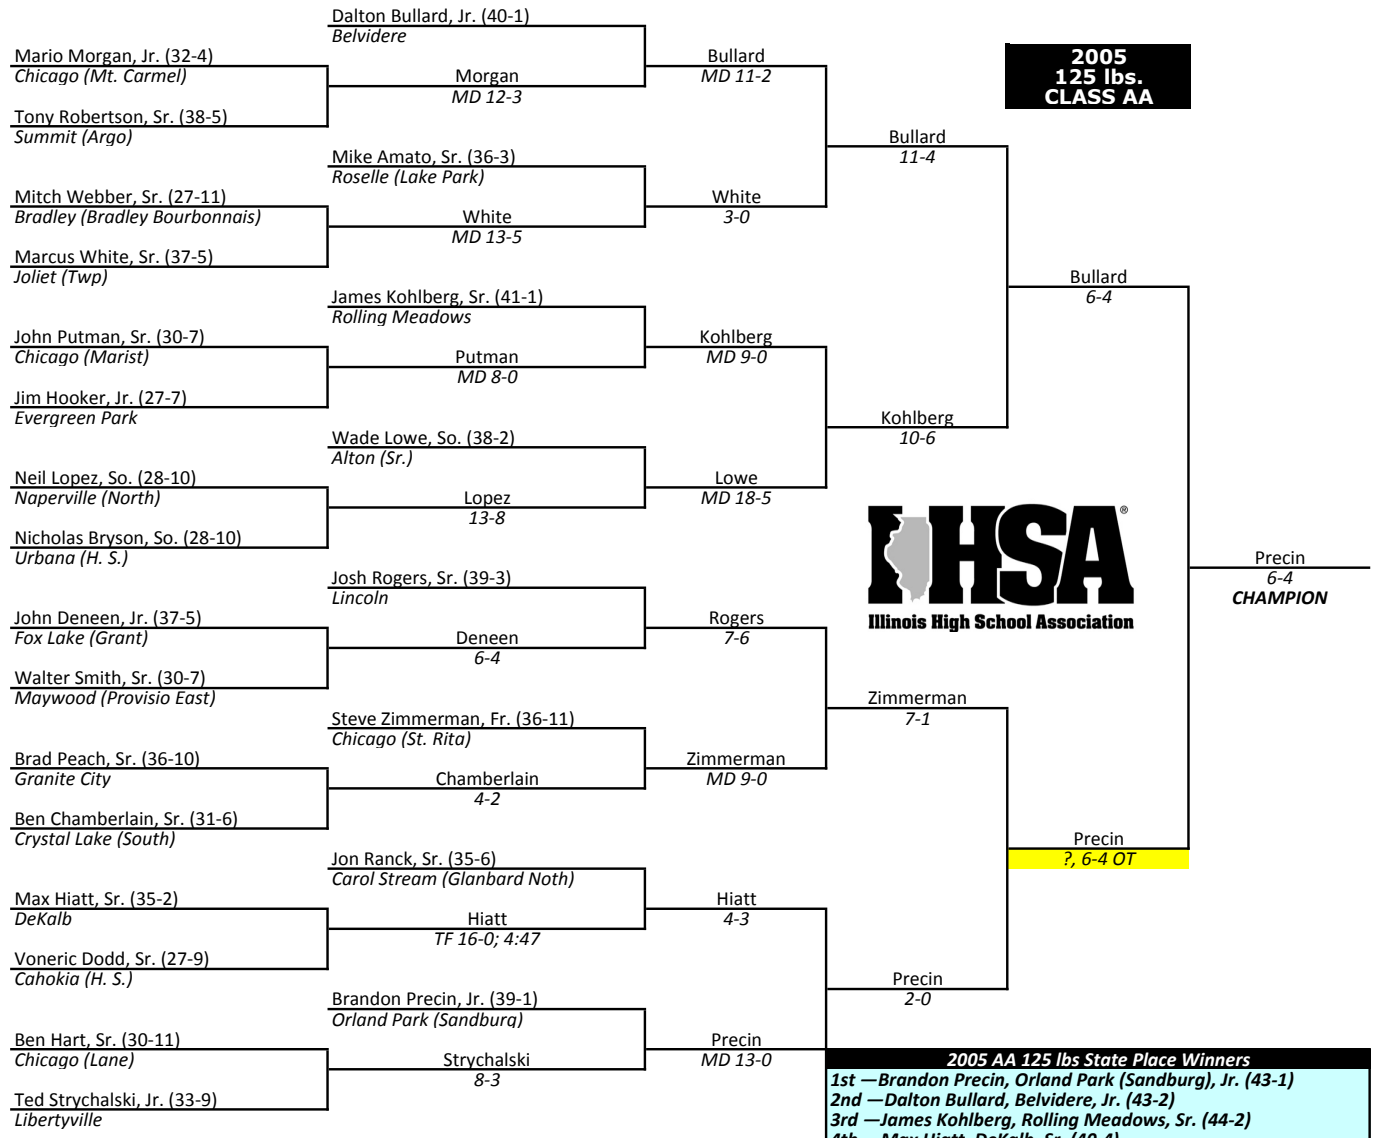 Dalton Bullard, Jr. (40-1)
Belvidere
Mario Morgan, Jr. (32-4)
Chicago (Mt. Carmel)
Morgan
MD 12-3
Tony Robertson, Sr. (38-5)
Summit (Argo)
Bullard
MD 11-2
2005
125 lbs.
CLASS AA
Bullard
11-4
Mike Amato, Sr. (36-3)
Roselle (Lake Park)
Mitch Webber, Sr. (27-11)
Bradley (Bradley Bourbonnais)
White
MD 13-5
White
3-0
Marcus White, Sr. (37-5)
Joliet (Twp)
Bullard
6-4
James Kohlberg, Sr. (41-1)
Rolling Meadows
John Putman, Sr. (30-7)
Chicago (Marist)
Putman
MD 8-0
Kohlberg
MD 9-0
Jim Hooker, Jr. (27-7)
Evergreen Park
Kohlberg
10-6
Wade Lowe, So. (38-2)
Alton (Sr.)
Neil Lopez, So. (28-10)
Naperville (North)
Lopez
13-8
Lowe
MD 18-5
Nicholas Bryson, So. (28-10)
Urbana (H. S.)
IHSA®
Illinois High School Association
Precin
6-4
CHAMPION
Josh Rogers, Sr. (39-3)
Lincoln
John Deneen, Jr. (37-5)
Fox Lake (Grant)
Deneen
6-4
Rogers
7-6
Walter Smith, Sr. (30-7)
Maywood (Provisio East)
Zimmerman
7-1
Steve Zimmerman, Fr. (36-11)
Chicago (St. Rita)
Brad Peach, Sr. (36-10)
Granite City
Chamberlain
4-2
Zimmerman
MD 9-0
Ben Chamberlain, Sr. (31-6)
Crystal Lake (South)
Precin
?, 6-4 OT
Jon Ranck, Sr. (35-6)
Carol Stream (Glanbard Noth)
Max Hiatt, Sr. (35-2)
DeKalb
Hiatt
TF 16-0; 4:47
Hiatt
4-3
Voneric Dodd, Sr. (27-9)
Cahokia (H. S.)
Precin
2-0
Brandon Precin, Jr. (39-1)
Orland Park (Sandburg)
Ben Hart, Sr. (30-11)
Chicago (Lane)
Strychalski
8-3
Precin
MD 13-0
Ted Strychalski, Jr. (33-9)
Libertyville
2005 AA 125 lbs State Place Winners
1st —Brandon Precin, Orland Park (Sandburg), Jr. (43-1)
2nd —Dalton Bullard, Belvidere, Jr. (43-2)
3rd —James Kohlberg, Rolling Meadows, Sr. (44-2)
4th —Max Hiatt, DeKalb, Sr. (40-4)